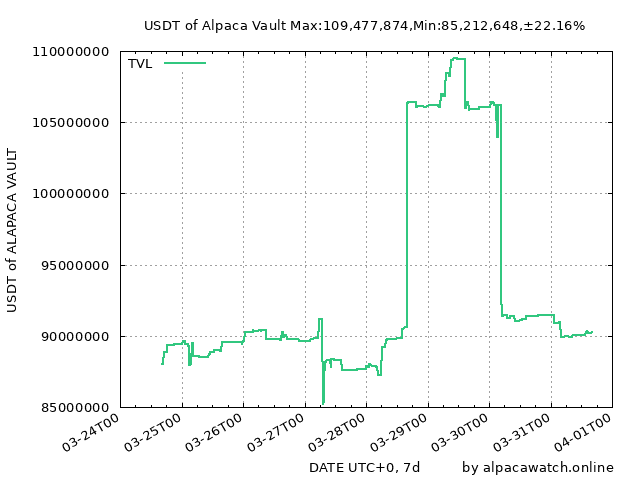 USDT of Alpaca Vault Max:109,477,874,Min:85,212,648,±22.16%
110000000
TVL
105000000
100000000
95000000
90000000
85000000
USDT of ALAPACA VAULT
03-24T00
03-25T00
03-26T00
03-27T00
03-28T00
03-29T00
03-30T00
03-31T00
04-01T00
DATE UTC+0, 7d
by alpacawatch.online